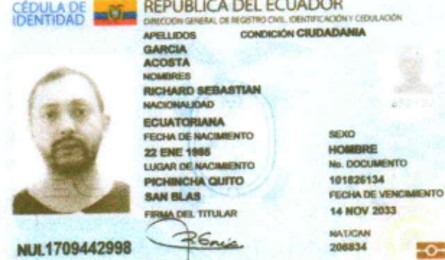 CÉDULA DE IDENTIDAD
REPÚBLICA DEL ECUADOR
DIRECCIÓN GENERAL DE REGISTRO CIVIL, IDENTIFICACIÓN Y CEDULACIÓN
APELLIDOS
CONDICIÓN CIUDADANIA
GARCIA
ACOSTA
NOMBRES
RICHARD SEBASTIAN
NACIONALIDAD
ECUATORIANA
FECHA DE NACIMIENTO
22 ENE
LUGAR DE NACIMIENTO
PICHINCHA QUITO
SAN BLAS
FIRMA DEL TITULAR
SEXO
HOMBRE
No. DOCUMENTO
101826134
FECHA DE VENCIMIENTO
14 NOV 2033
NAT/CAN
206834
NUI.1709442998